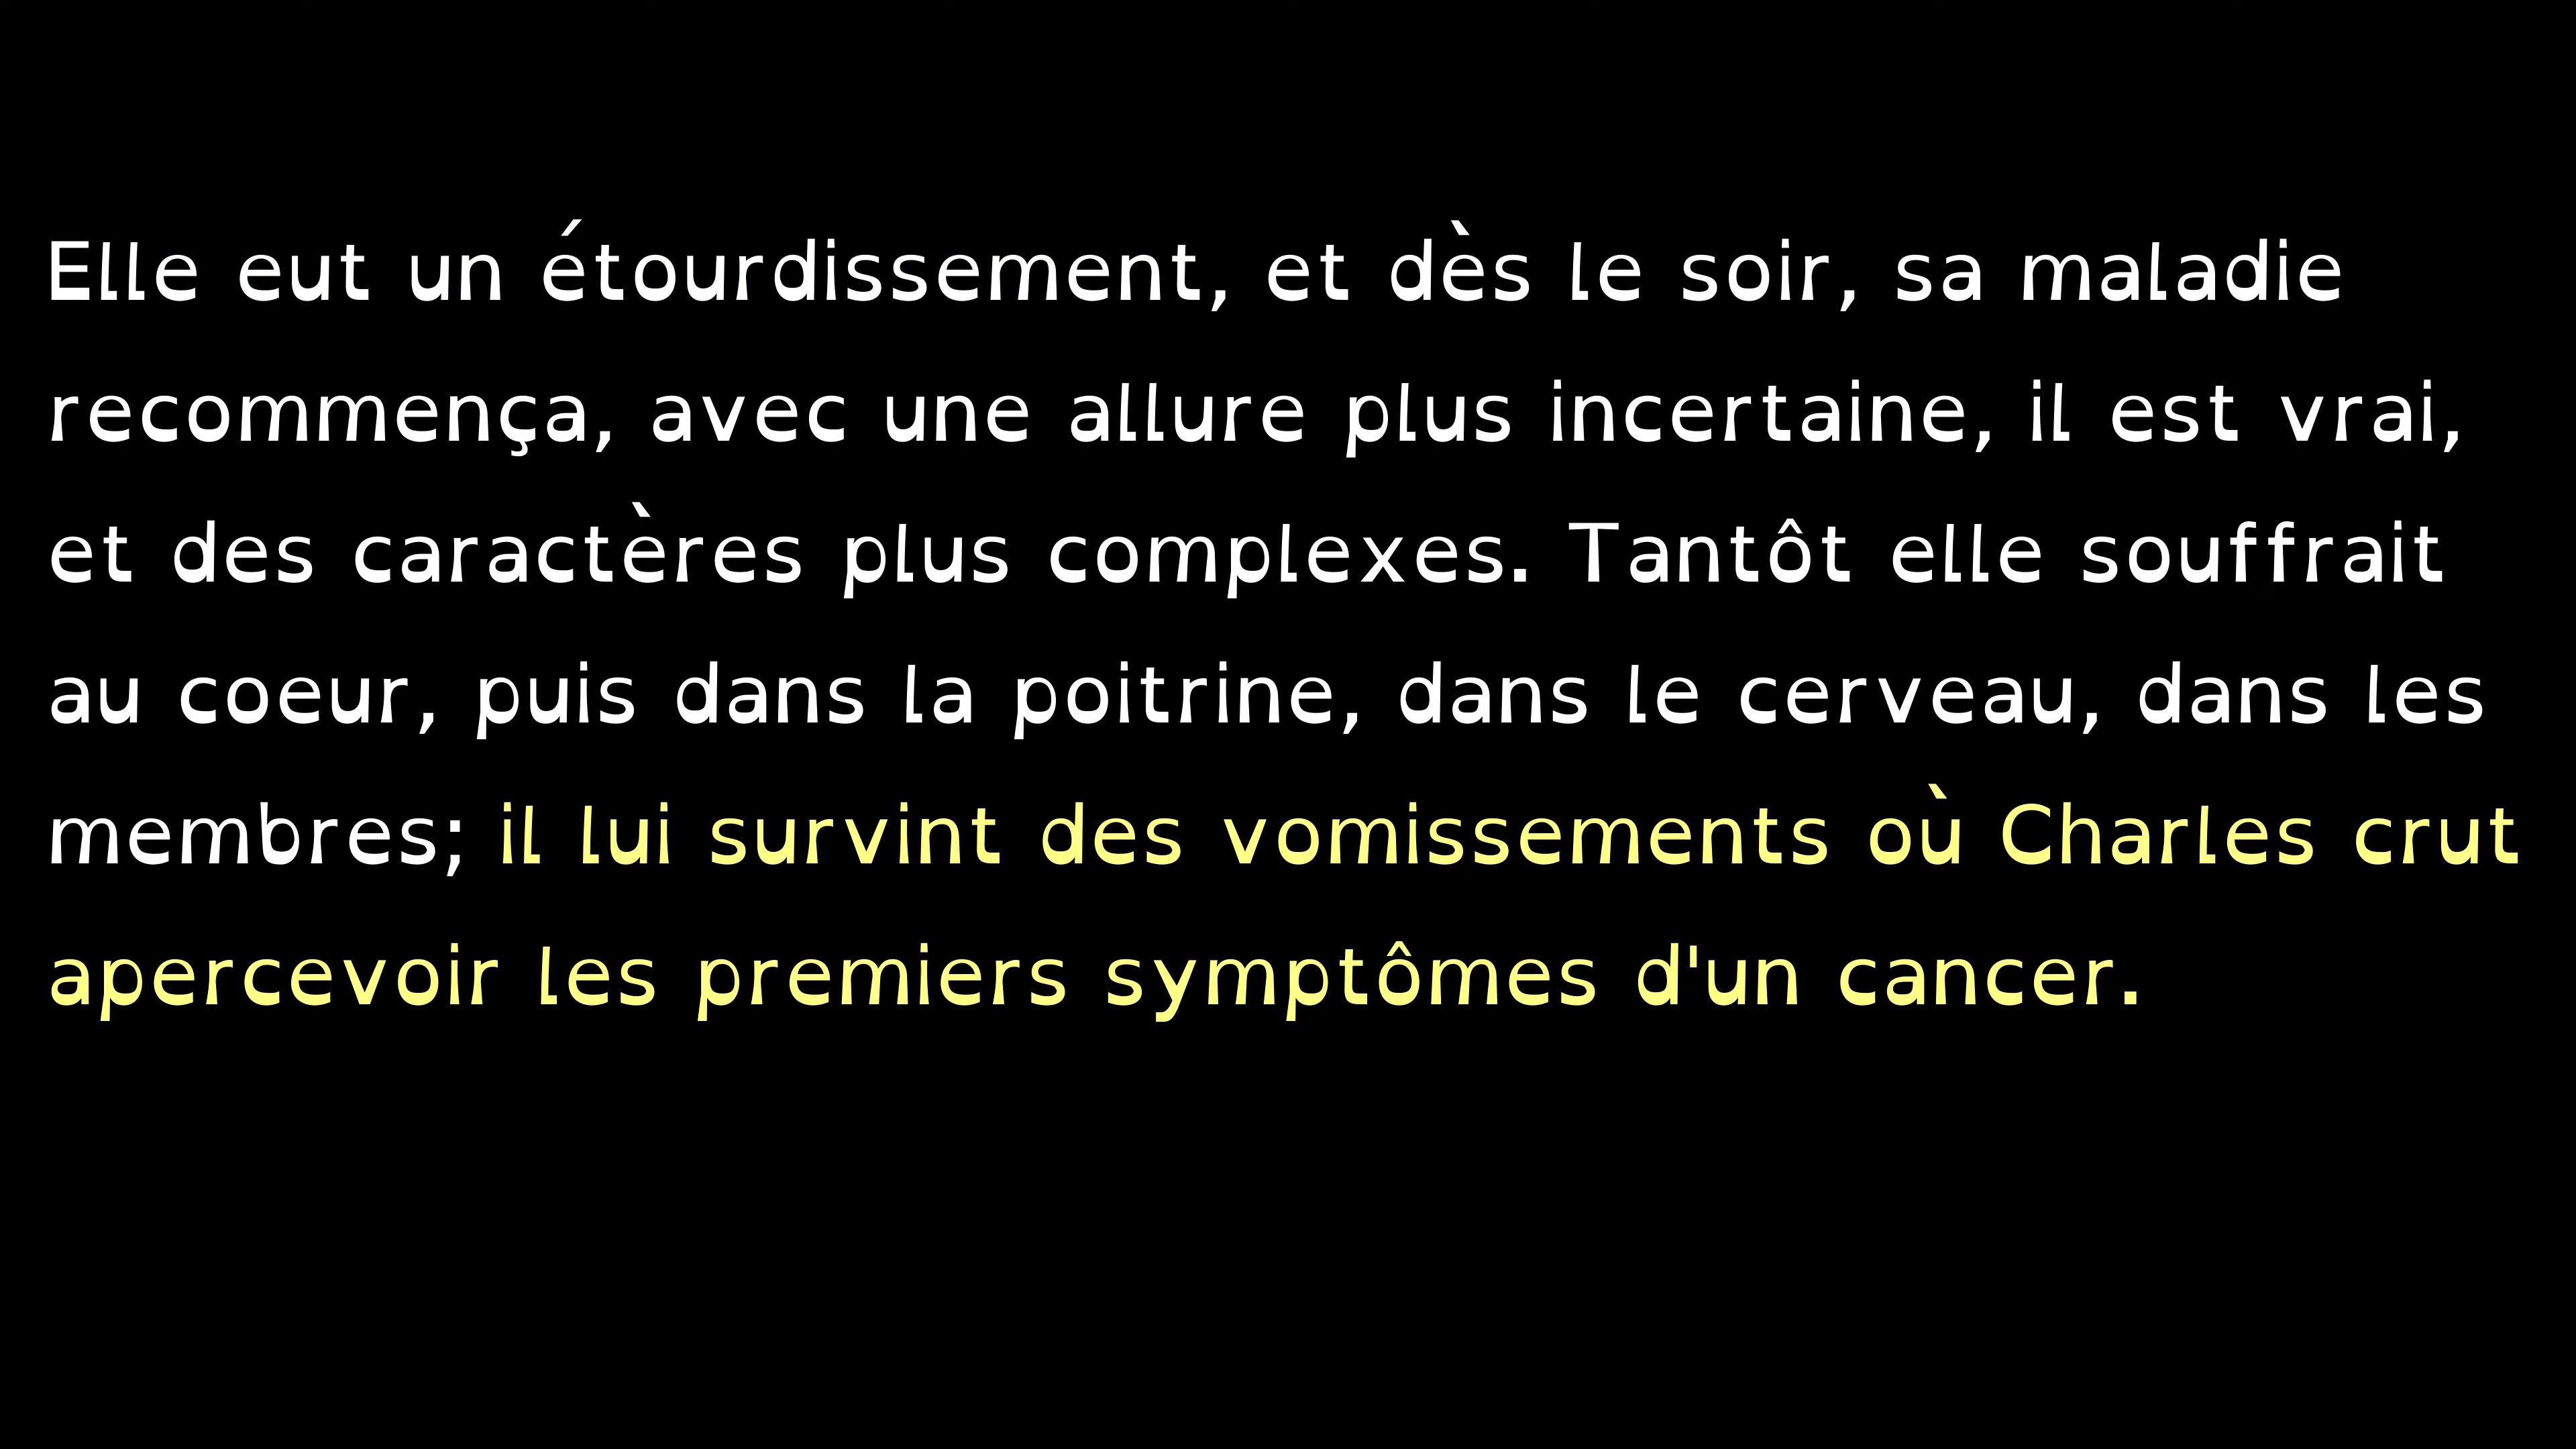 Elle eut un étourdissement, et dès le soir, sa maladie
recommença, avec une allure plus incertaine, il est vrai,
et des caractères plus complexes. Tantôt elle souffrait
au coeur, puis dans la poitrine, dans le cerveau, dans les
membres; il lui survint des vomissements où Charles crut
apercevoir les premiers symptômes d'un cancer.